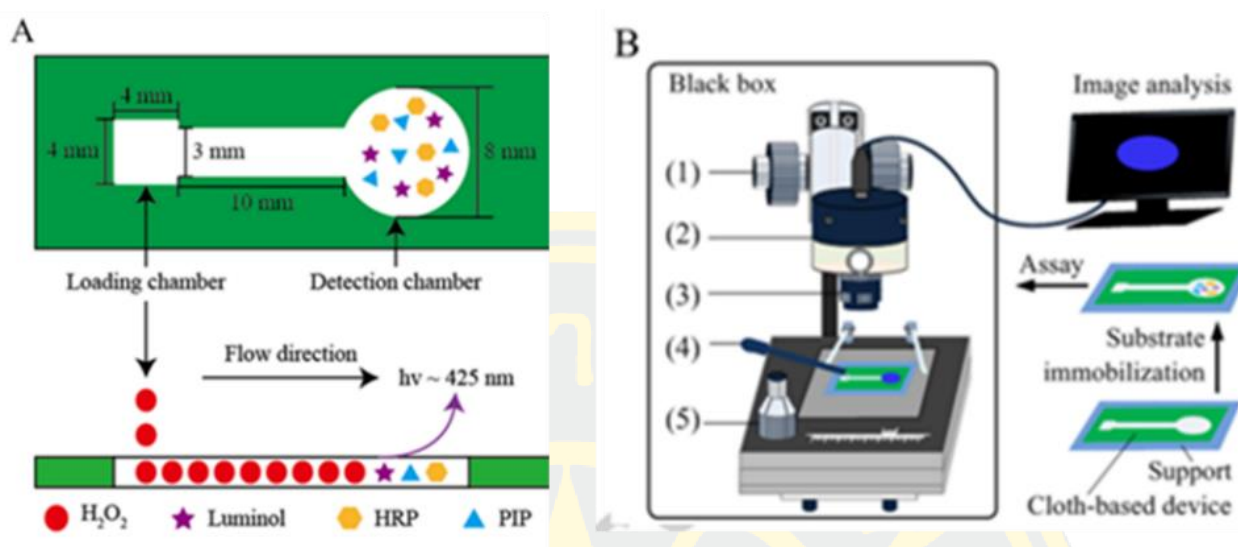 A
4 mm
4 mm
3 mm
8 mm
10 mm
Loading chamber
Detection chamber
Flow direction
hv ~ 425 nm
H₂O₂
Luminol
HRP
PIP
B
Black box
Image analysis
(1)
(2)
(3)
(4)
(5)
Assay
Substrate
immobilization
Support
Cloth-based device